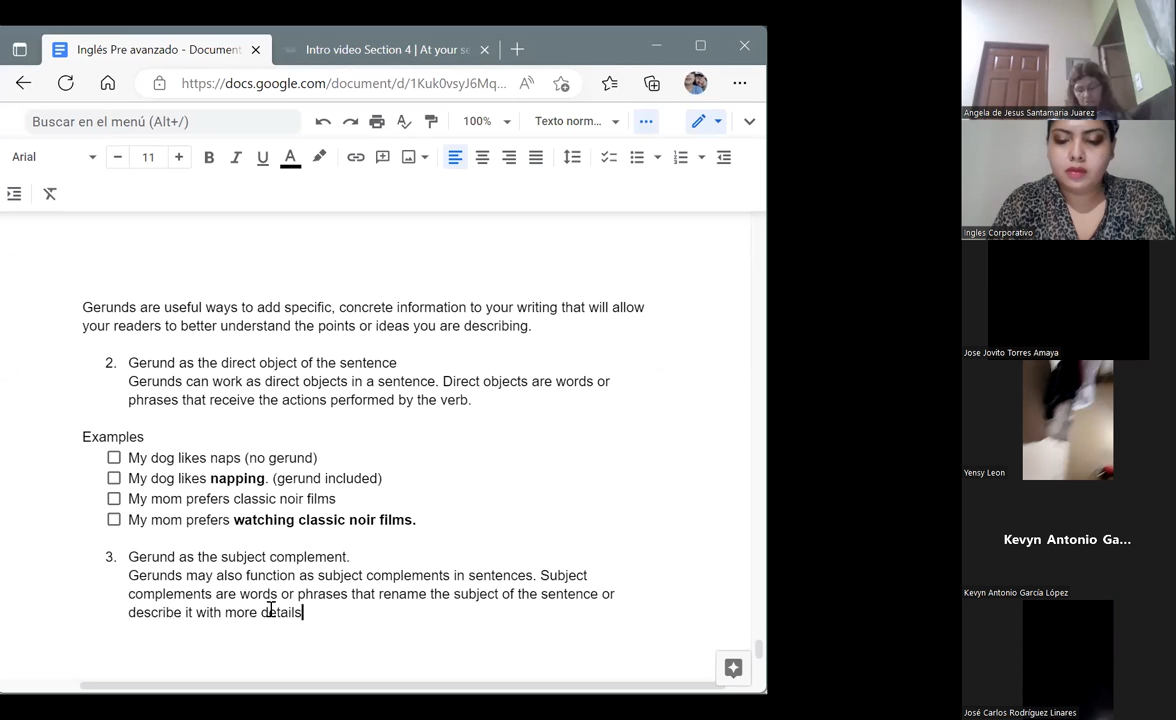 Inglés Pre avanzado - Document
Intro video Section 4 | At your se
https://docs.google.com/document/d/1Kuk0vsyJ6Mq...
Buscar en el menú (Alt+/)
100%
Texto norm...
Arial
11
Gerunds are useful ways to add specific, concrete information to your writing that will allow
your readers to better understand the points or ideas you are describing.
2. Gerund as the direct object of the sentence
Gerunds can work as direct objects in a sentence. Direct objects are words or
phrases that receive the actions performed by the verb.
Examples
My dog likes naps (no gerund)
My dog likes napping. (gerund included)
My mom prefers classic noir films
My mom prefers watching classic noir films.
3. Gerund as the subject complement.
Gerunds may also function as subject complements in sentences. Subject
complements are words or phrases that rename the subject of the sentence or
describe it with more details
Angela de Jesus Santamaria Juarez
Ingles Corporativo
Jose Jovito Torres Amaya
Yensy Leon
Kevyn Antonio Ga...
Kevyn Antonio García López
José Carlos Rodríguez Linares